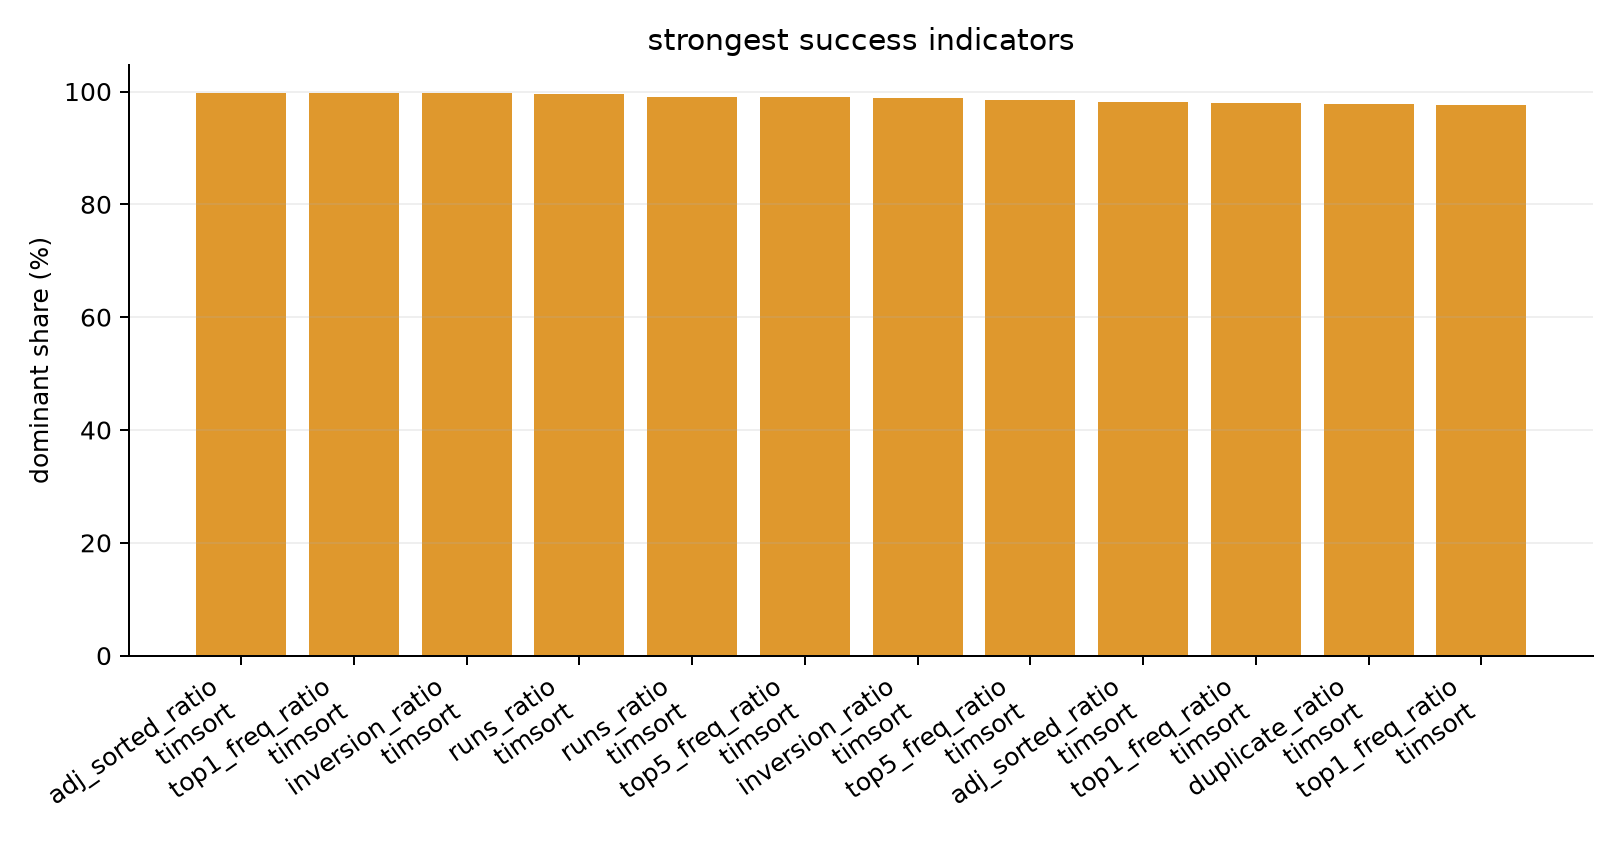 strongest success indicators
dominant share (%)
100
80
60
40
20
0
adj_sorted_ratio
timsort
top1_freq_ratio
timsort
inversion_ratio
timsort
runs_ratio
timsort
runs_ratio
timsort
top5_freq_ratio
timsort
inversion_ratio
timsort
top5_freq_ratio
timsort
adj_sorted_ratio
timsort
top1_freq_ratio
timsort
duplicate_ratio
timsort
top1_freq_ratio
timsort